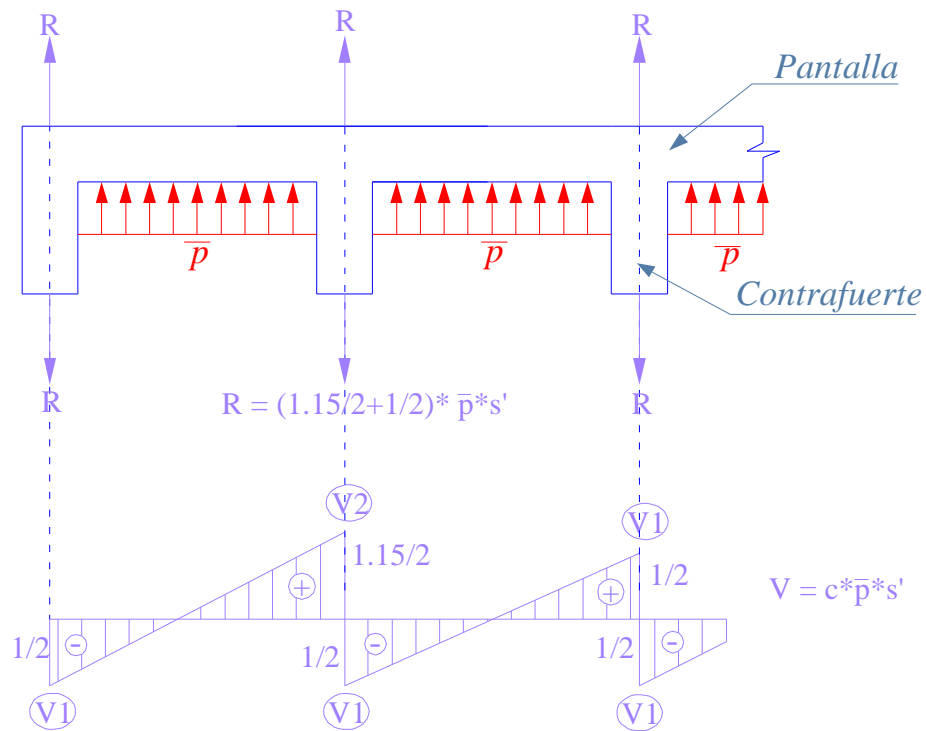 R
R
R
Pantalla
p̅
p̅
p̅
Contrafuerte
R
R = (1.15/2+1/2)* p̅*s'
R
V2
V1
1.15/2
+
+
1/2
V = c*p̅*s'
1/2
-
1/2
-
1/2
-
V1
V1
V1